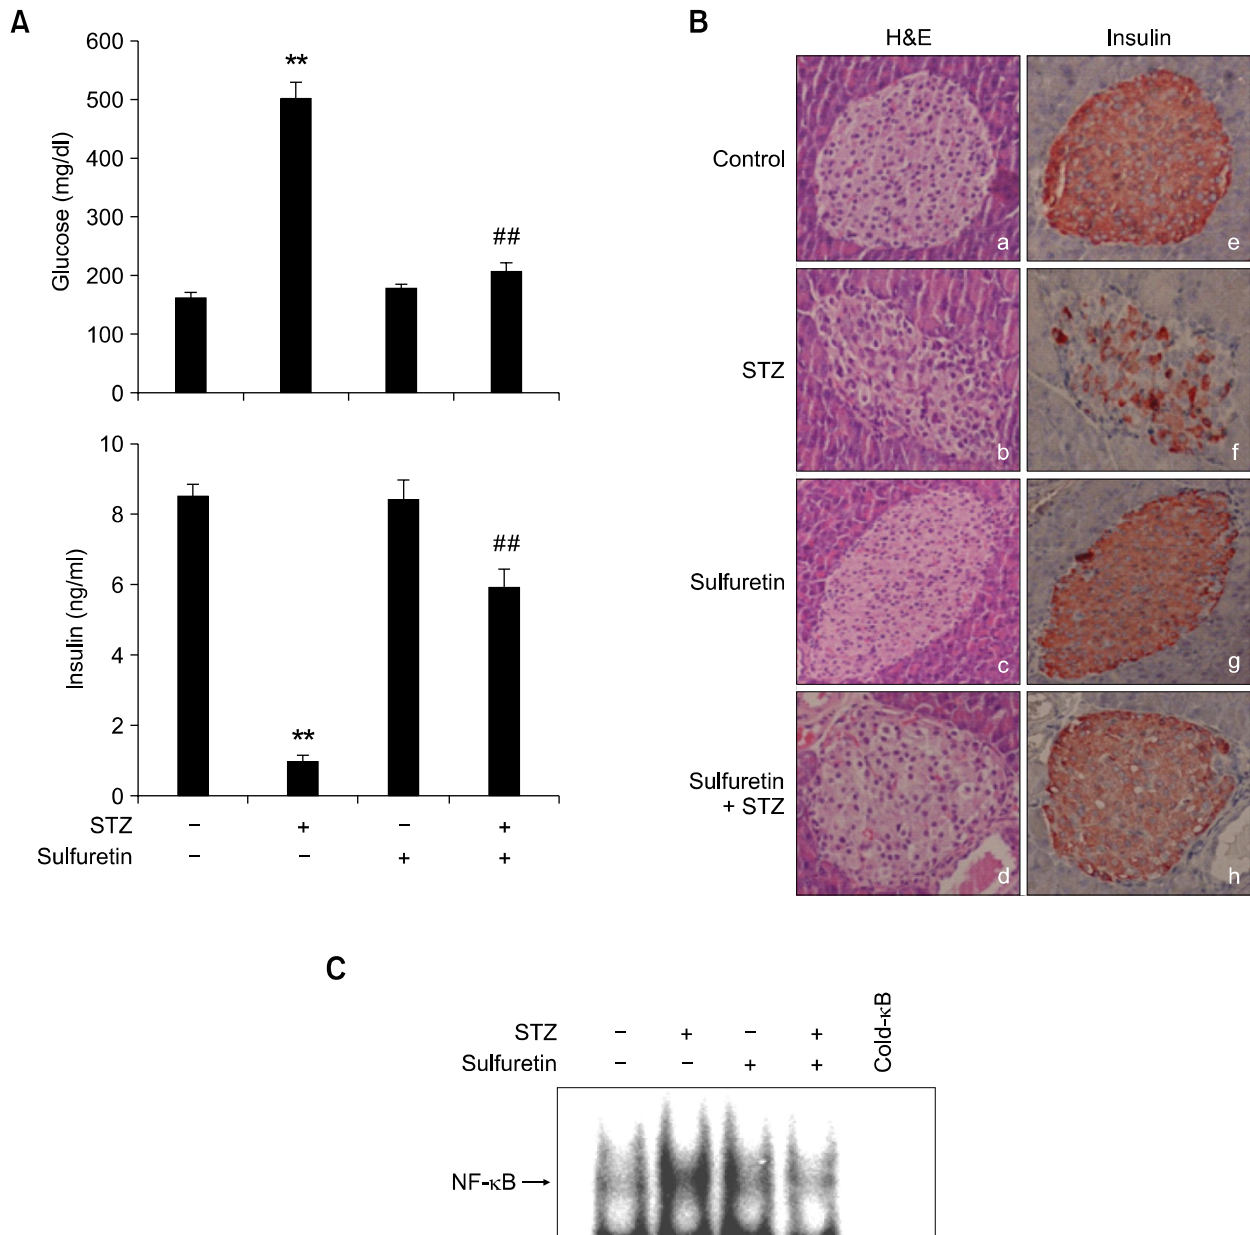 A
600
500
400
300
200
100
0
Glucose (mg/dl)
**
##
10
8
6
4
2
0
Insulin (ng/ml)
**
##
STZ – + – +
Sulfuretin – – + +
B
H&E Insulin
Control
a e
STZ
b f
Sulfuretin
c g
Sulfuretin
+ STZ
d h
C
STZ – + – +
Sulfuretin – – + +
Cold-κB
NF-κB